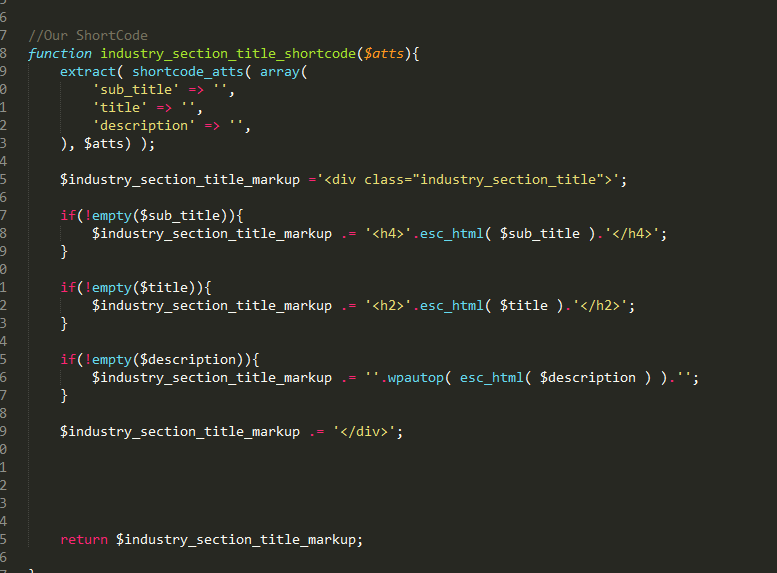 6
7 //Our ShortCode
8 function industry_section_title_shortcode($atts){
9 extract( shortcode_atts( array(
0 'sub_title' => '',
1 'title' => '',
2 'description' => '',
3 ), $atts) );
4
5 $industry_section_title_markup ='<div class="industry_section_title">';
6
7 if(!empty($sub_title)){
8 $industry_section_title_markup .= '<h4>'.esc_html( $sub_title ).'</h4>';
9 }
0
1 if(!empty($title)){
2 $industry_section_title_markup .= '<h2>'.esc_html( $title ).'</h2>';
3 }
4
5 if(!empty($description)){
6 $industry_section_title_markup .= ''.wpautop( esc_html( $description ) ).'';
7 }
8
9 $industry_section_title_markup .= '</div>';
0
1
2
3
4
5 return $industry_section_title_markup;
6
7 }